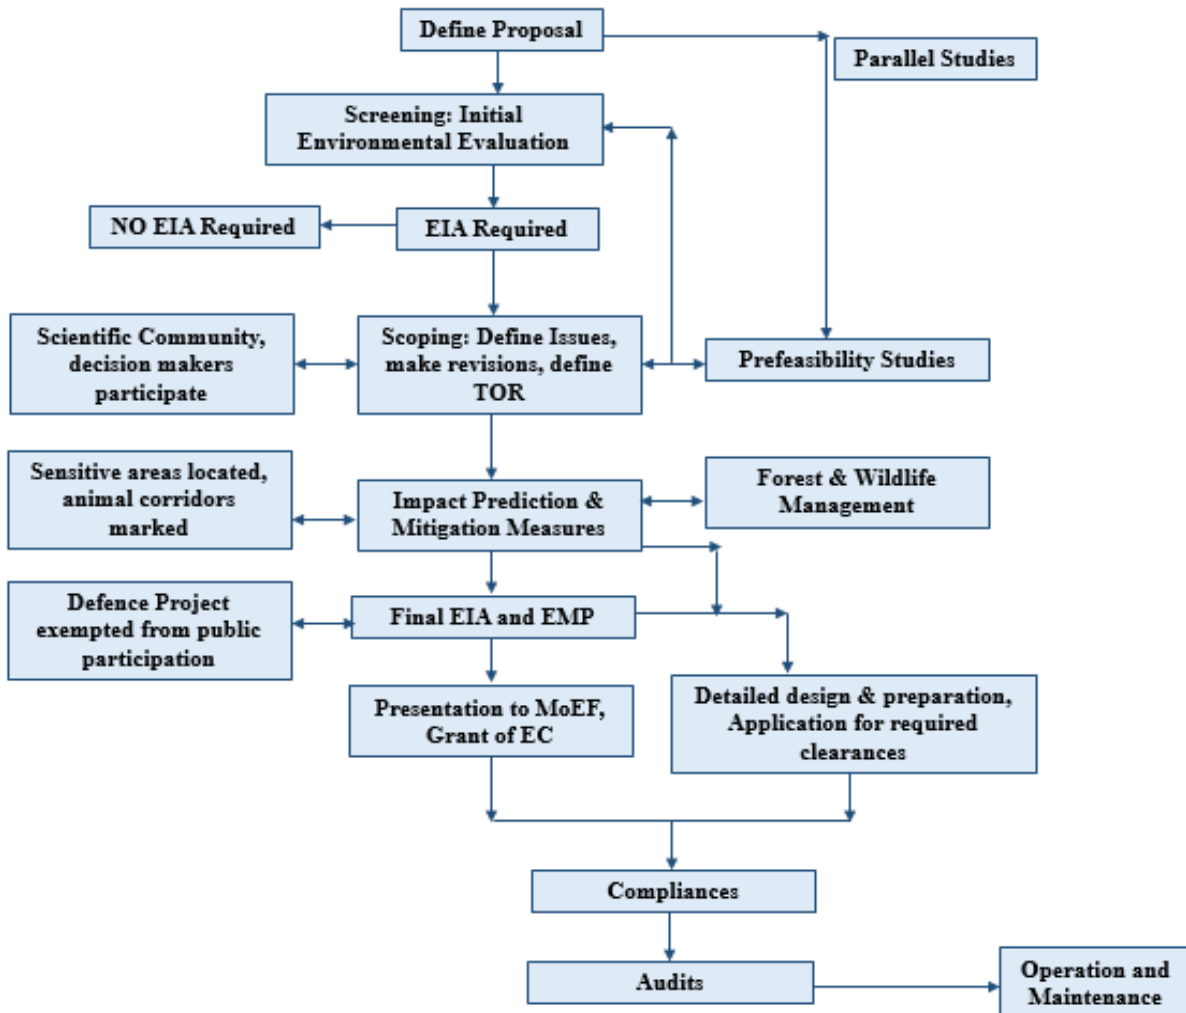 Define Proposal
Parallel Studies
Screening: Initial
Environmental Evaluation
NO EIA Required
EIA Required
Scientific Community,
decision makers
participate
Scoping: Define Issues,
make revisions, define
TOR
Prefeasibility Studies
Sensitive areas located,
animal corridors
marked
Impact Prediction &
Mitigation Measures
Forest & Wildlife
Management
Defence Project
exempted from public
participation
Final EIA and EMP
Presentation to MoEF,
Grant of EC
Detailed design & preparation,
Application for required
clearances
Compliances
Audits
Operation and
Maintenance